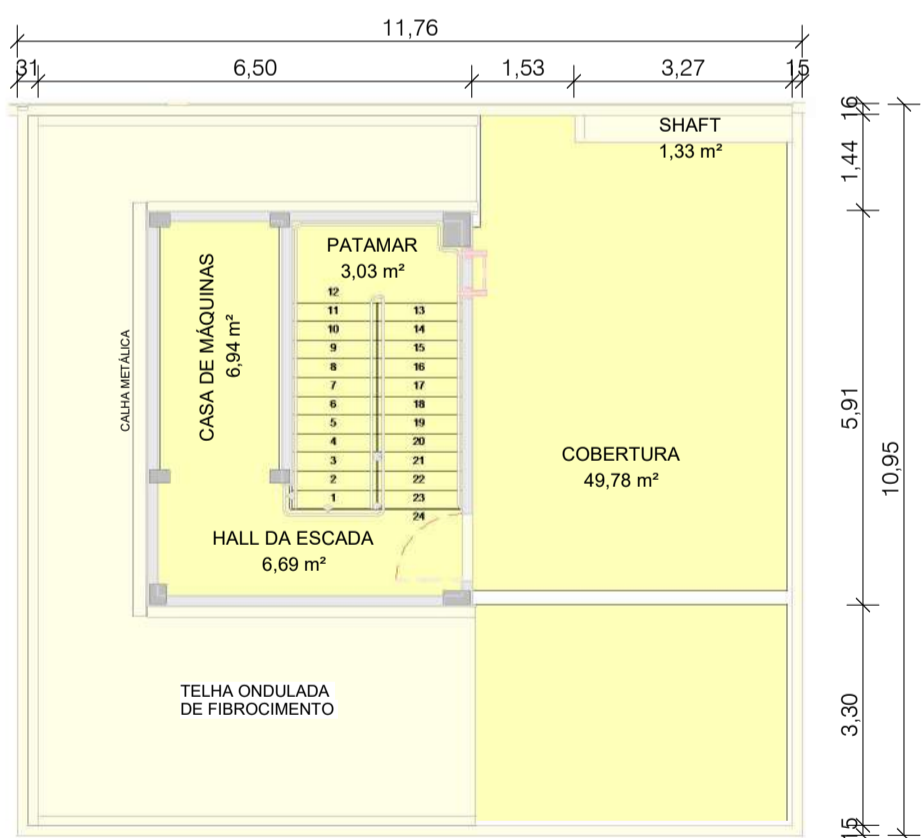 11,76
31
6,50
1,53
3,27
15
16
SHAFT
1,33 m²
1,44
PATAMAR
3,03 m²
CASA DE MÁQUINAS
6,94 m²
CALHA METÁLICA
12
11
13
10
14
9
15
8
16
7
17
6
18
5
19
4
20
3
21
2
22
1
23
24
5,91
10,95
COBERTURA
49,78 m²
HALL DA ESCADA
6,69 m²
TELHA ONDULADA
DE FIBROCIMENTO
3,30
15